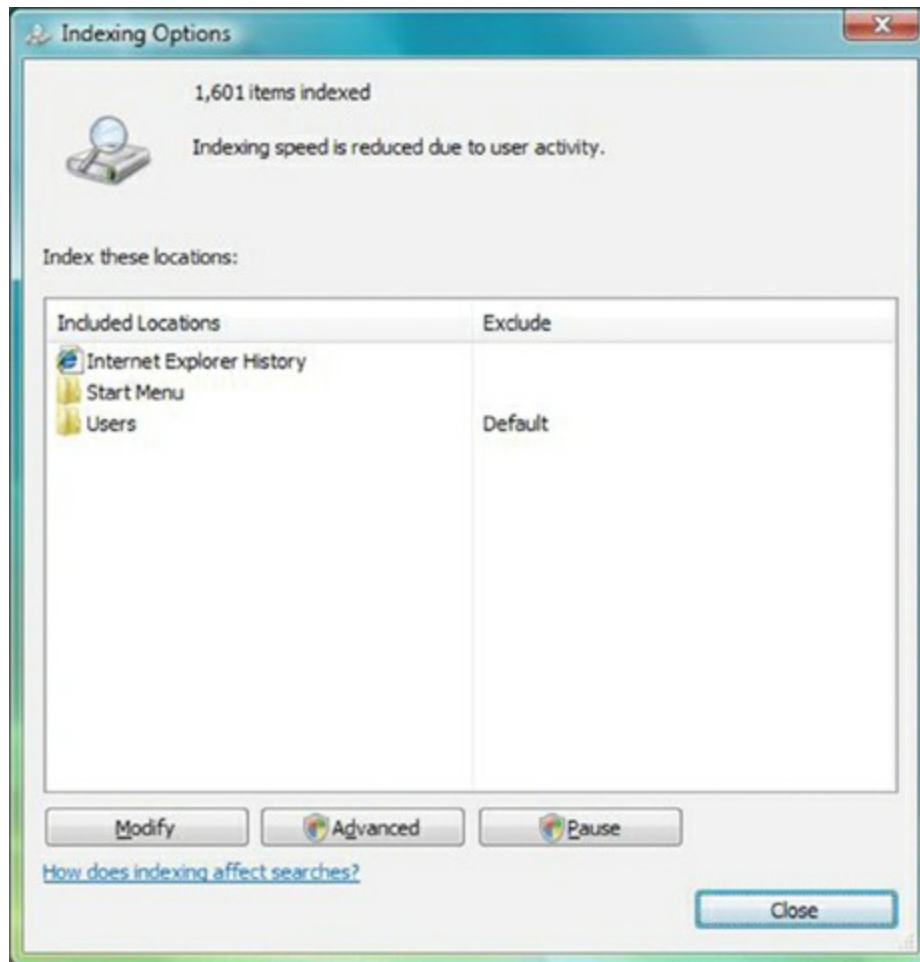 Indexing Options
1,601 items indexed
Indexing speed is reduced due to user activity.
Index these locations:
Included Locations Exclude
Internet Explorer History
Start Menu
Users Default
Modify Advanced Pause
How does indexing affect searches?
Close